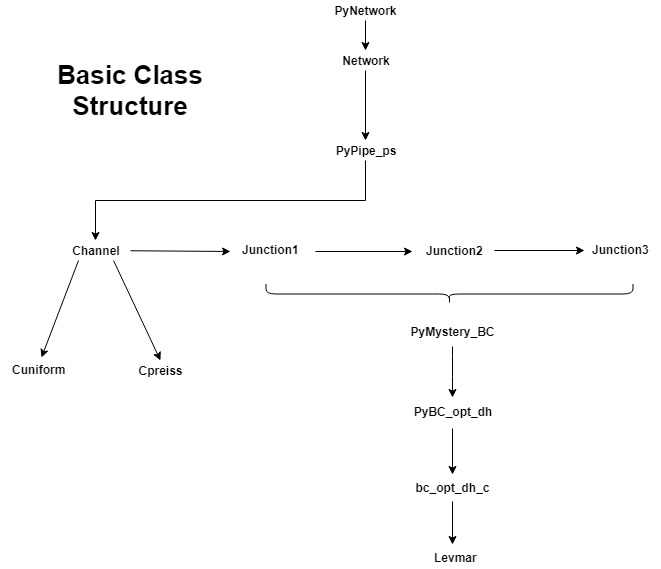 PyNetwork
Network
Basic Class
Structure
PyPipe_ps
Channel
Junction1
Junction2
Junction3
PyMystery_BC
Cuniform
Cpreiss
PyBC_opt_dh
bc_opt_dh_c
Levmar